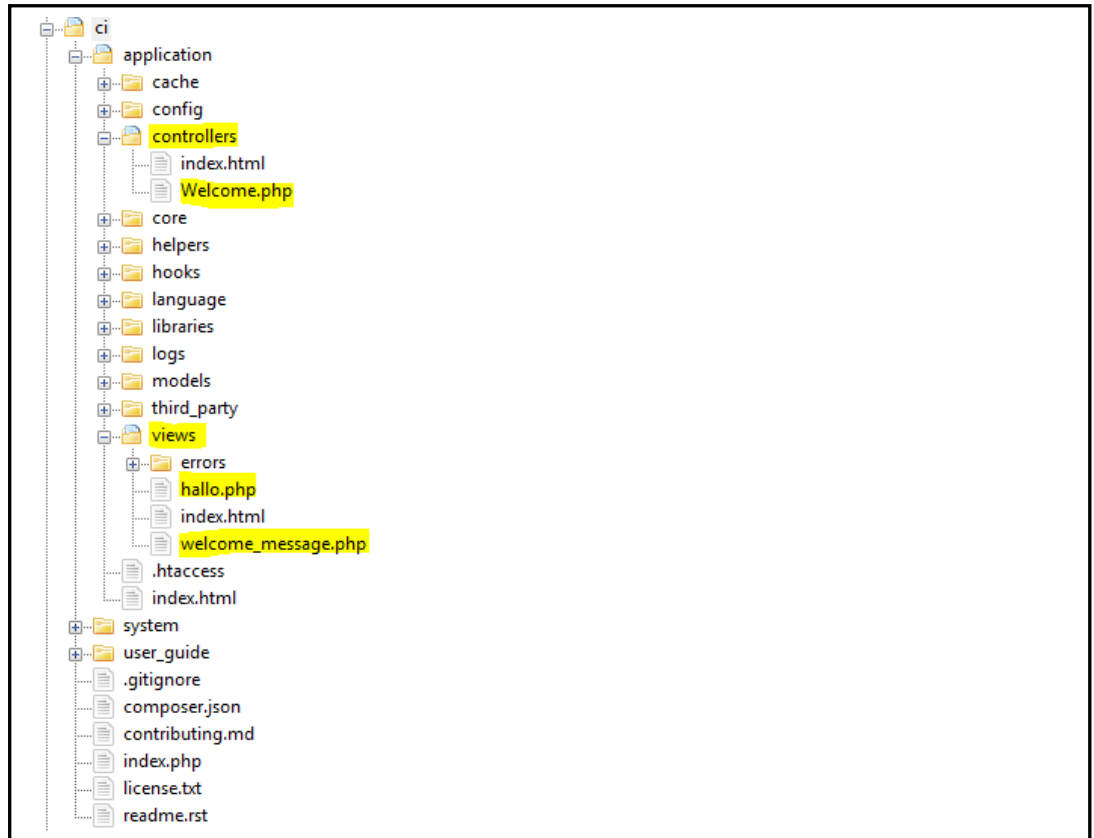 ci
application
cache
config
controllers
index.html
Welcome.php
core
helpers
hooks
language
libraries
logs
models
third_party
views
errors
hallo.php
index.html
welcome_message.php
.htaccess
index.html
system
user_guide
.gitignore
composer.json
contributing.md
index.php
license.txt
readme.rst